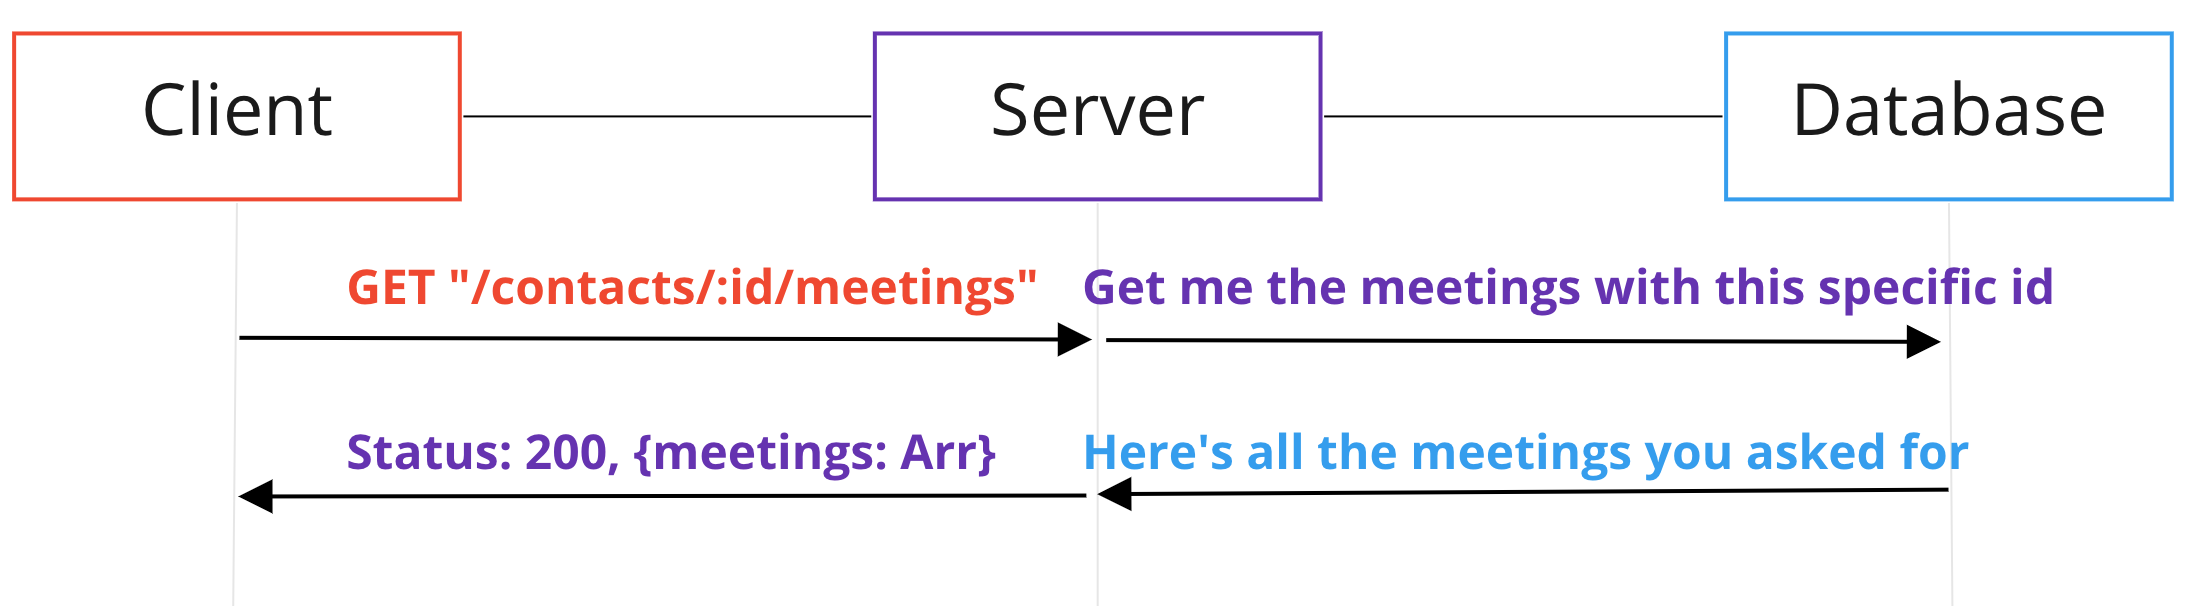 Client
Server
Database
GET "/contacts/:id/meetings"
Get me the meetings with this specific id
Status: 200, {meetings: Arr}
Here's all the meetings you asked for